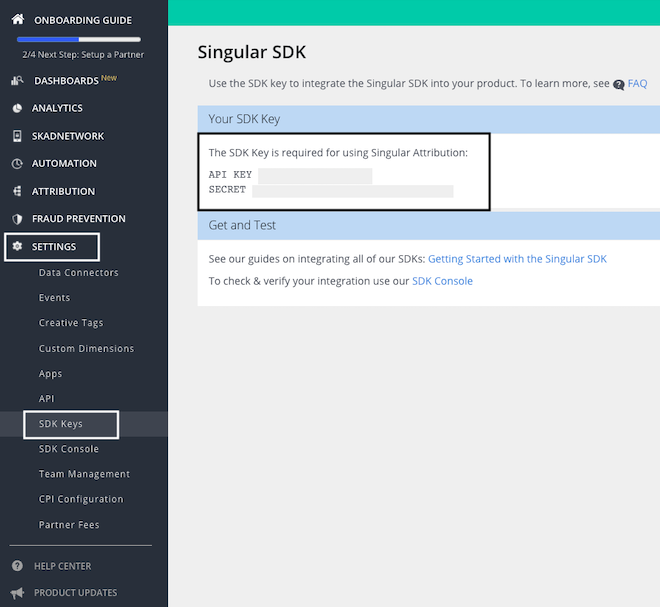 ONBOARDING GUIDE
2/4 Next Step: Setup a Partner
DASHBOARDS New
ANALYTICS
SKADNETWORK
AUTOMATION
ATTRIBUTION
FRAUD PREVENTION
SETTINGS
Data Connectors
Events
Creative Tags
Custom Dimensions
Apps
API
SDK Keys
SDK Console
Team Management
CPI Configuration
Partner Fees
HELP CENTER
PRODUCT UPDATES
Singular SDK
Use the SDK key to integrate the Singular SDK into your product. To learn more, see ? FAQ
Your SDK Key
The SDK Key is required for using Singular Attribution:
API KEY
SECRET
Get and Test
See our guides on integrating all of our SDKs: Getting Started with the Singular SDK
To check & verify your integration use our SDK Console